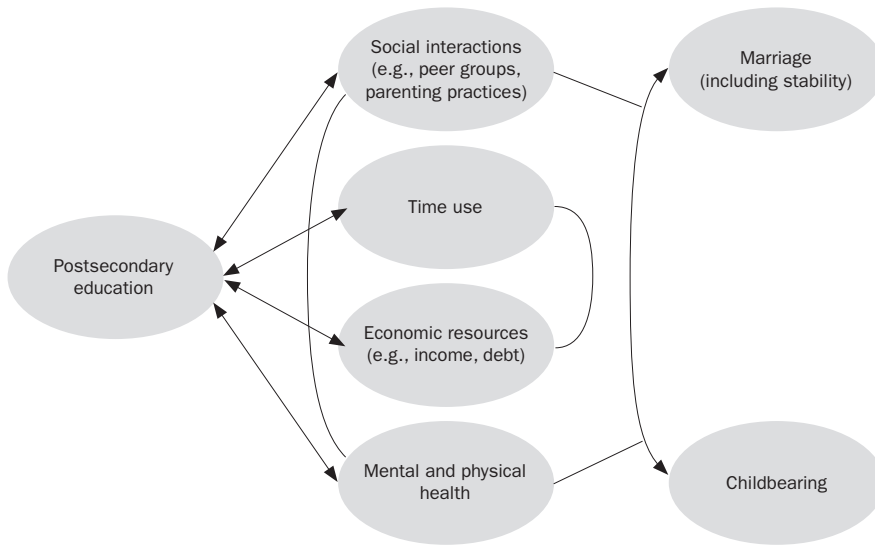 Social interactions
(e.g., peer groups,
parenting practices)
Marriage
(including stability)
Time use
Postsecondary
education
Economic resources
(e.g., income, debt)
Mental and physical
health
Childbearing